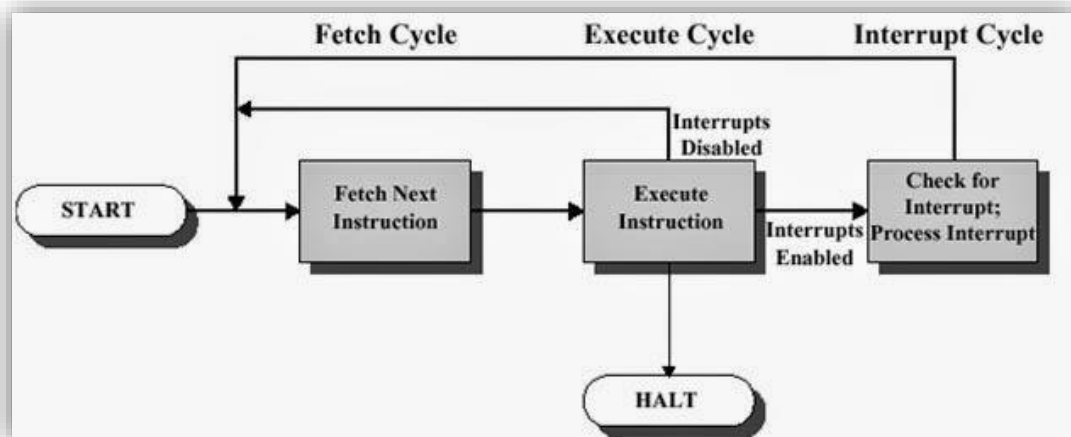 Fetch Cycle
Execute Cycle
Interrupt Cycle
START
Fetch Next
Instruction
Execute
Instruction
Interrupts
Disabled
Interrupts
Enabled
Check for
Interrupt;
Process Interrupt
HALT